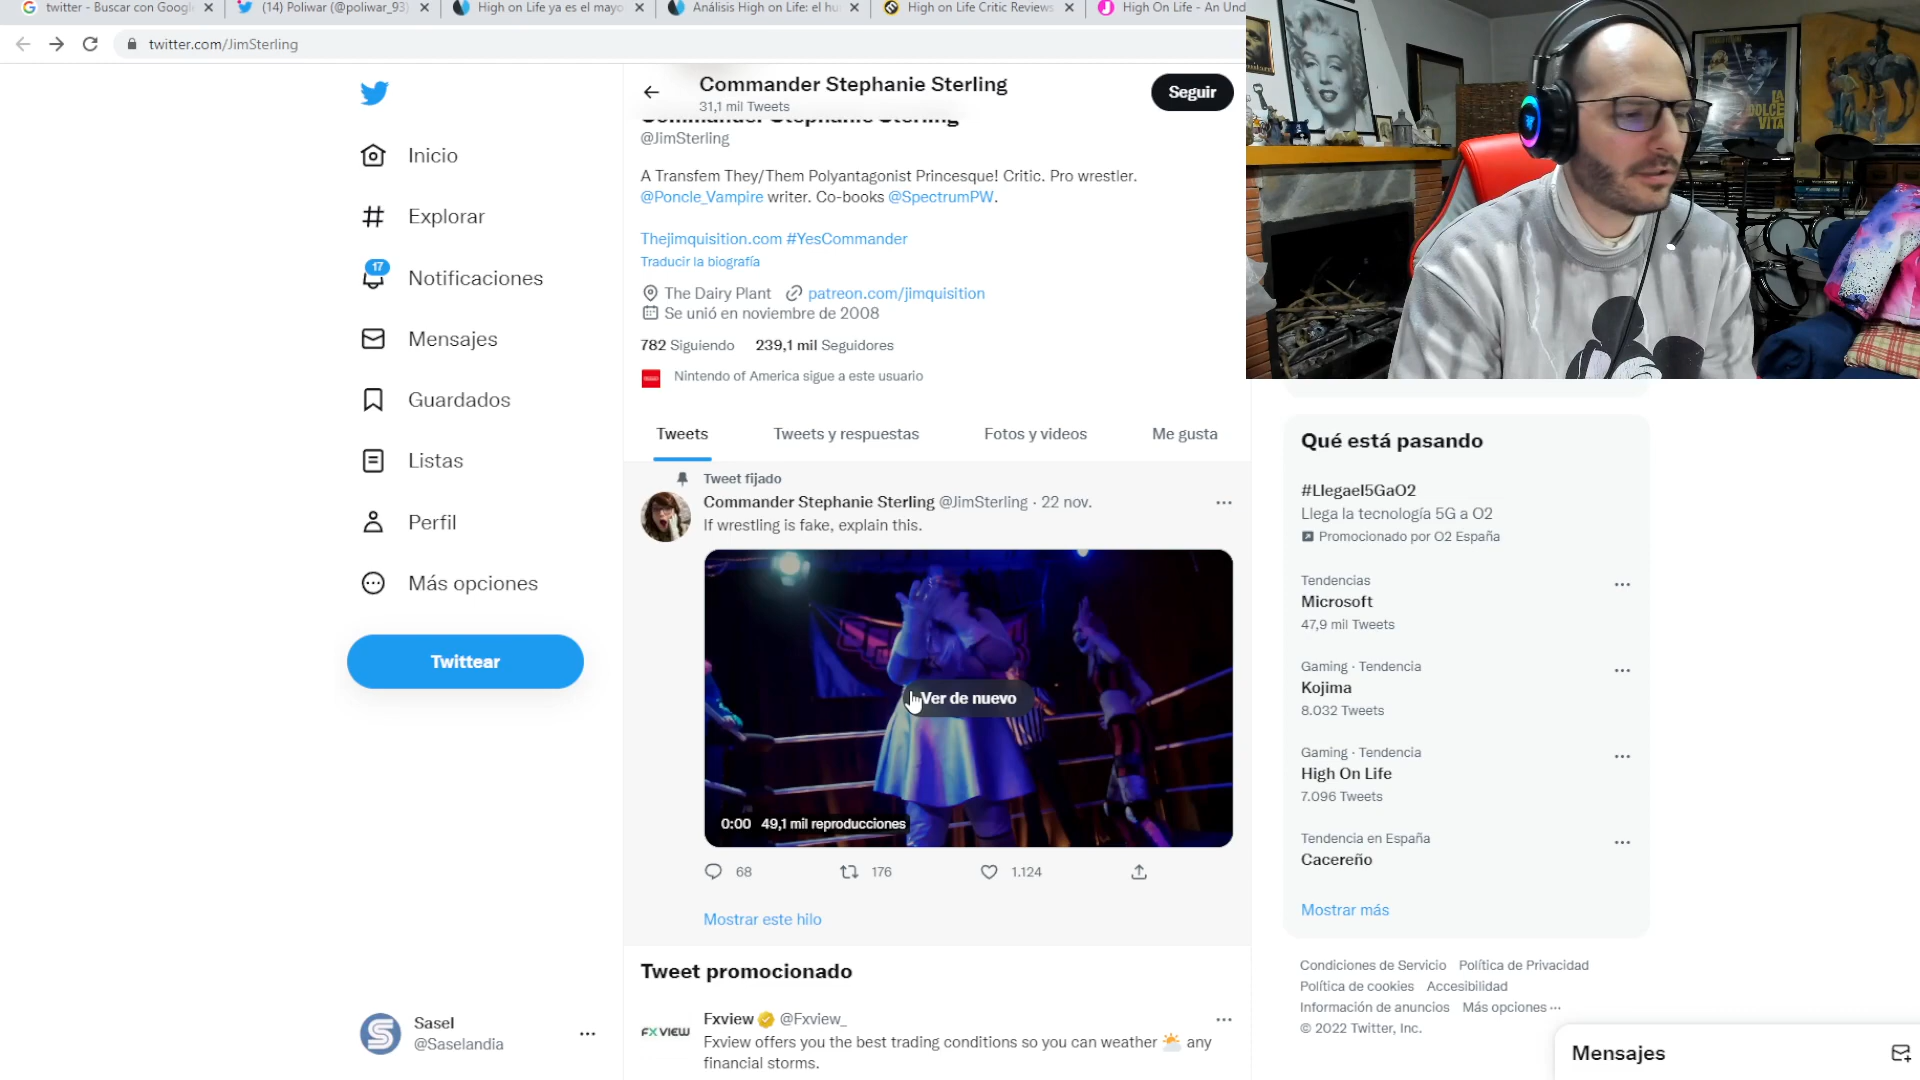 twitter - Buscar con Googl
(14) Poliwar (@poliwar_93)
High on Life ya es el mayo
Análisis High on Life: el hu
High on Life Critic Reviews
High On Life - An Und
twitter.com/JimSterling
Commander Stephanie Sterling
31,1 mil Tweets
Seguir
Commander Stephanie Sterling
@JimSterling
A Transfem They/Them Polyantagonist Princesque! Critic. Pro wrestler.
@Poncle_Vampire writer. Co-books @SpectrumPW.
Thejimquisition.com #YesCommander
Traducir la biografía
The Dairy Plant patreon.com/jimquisition
Se unió en noviembre de 2008
782 Siguiendo 239,1 mil Seguidores
Nintendo of America sigue a este usuario
Tweets
Tweets y respuestas
Fotos y videos
Me gusta
Tweet fijado
Commander Stephanie Sterling @JimSterling · 22 nov.
If wrestling is fake, explain this.
Ver de nuevo
0:00 49,1 mil reproducciones
68
176
1.124
Mostrar este hilo
Tweet promocionado
Fxview @Fxview_
FXVIEW
Fxview offers you the best trading conditions so you can weather any
financial storms.
Inicio
Explorar
17
Notificaciones
Mensajes
Guardados
Listas
Perfil
Más opciones
Twittear
Sasel
@Saselandia
LA
DOLCE
VITA
Qué está pasando
#Llegael5GaO2
Llega la tecnología 5G a O2
Promocionado por O2 España
Tendencias
Microsoft
47,9 mil Tweets
Gaming · Tendencia
Kojima
8.032 Tweets
Gaming · Tendencia
High On Life
7.096 Tweets
Tendencia en España
Cacereño
Mostrar más
Condiciones de Servicio Política de Privacidad
Política de cookies Accesibilidad
Información de anuncios Más opciones ···
© 2022 Twitter, Inc.
Mensajes